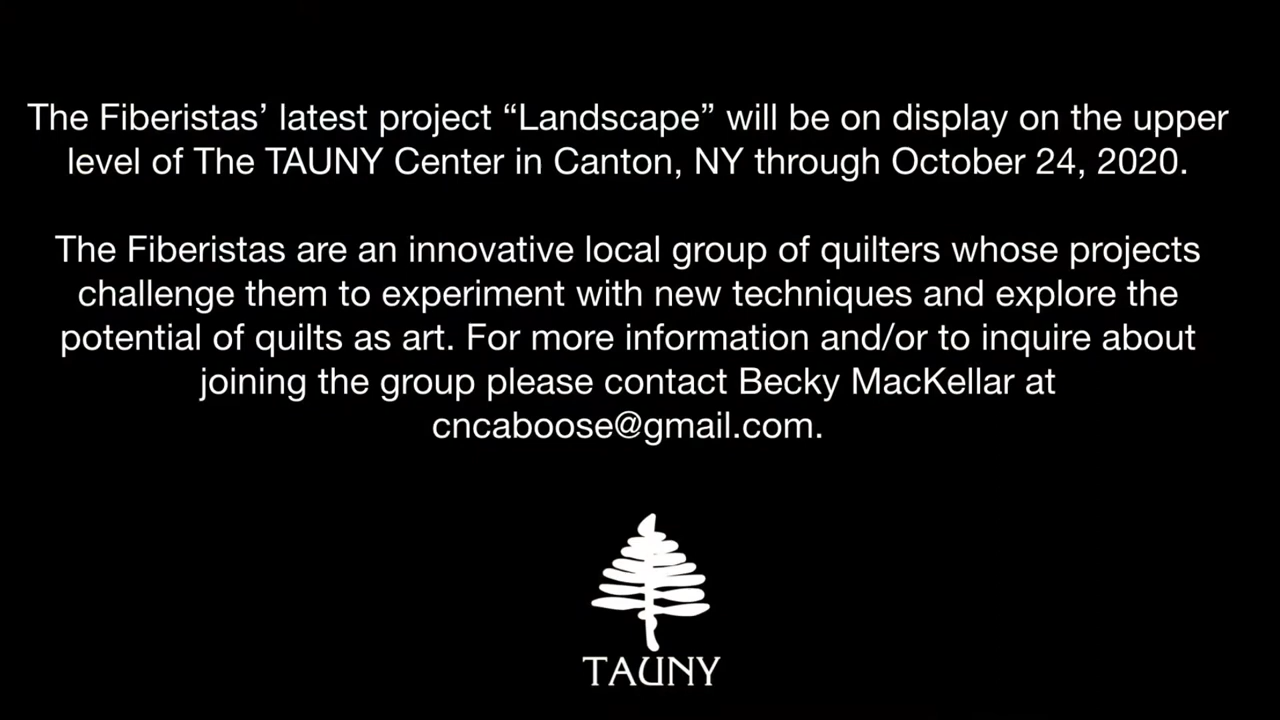 The Fiberistas’ latest project “Landscape” will be on display on the upper
level of The TAUNY Center in Canton, NY through October 24, 2020.
The Fiberistas are an innovative local group of quilters whose projects
challenge them to experiment with new techniques and explore the
potential of quilts as art. For more information and/or to inquire about
joining the group please contact Becky MacKellar at
cncaboose@gmail.com.
TAUNY